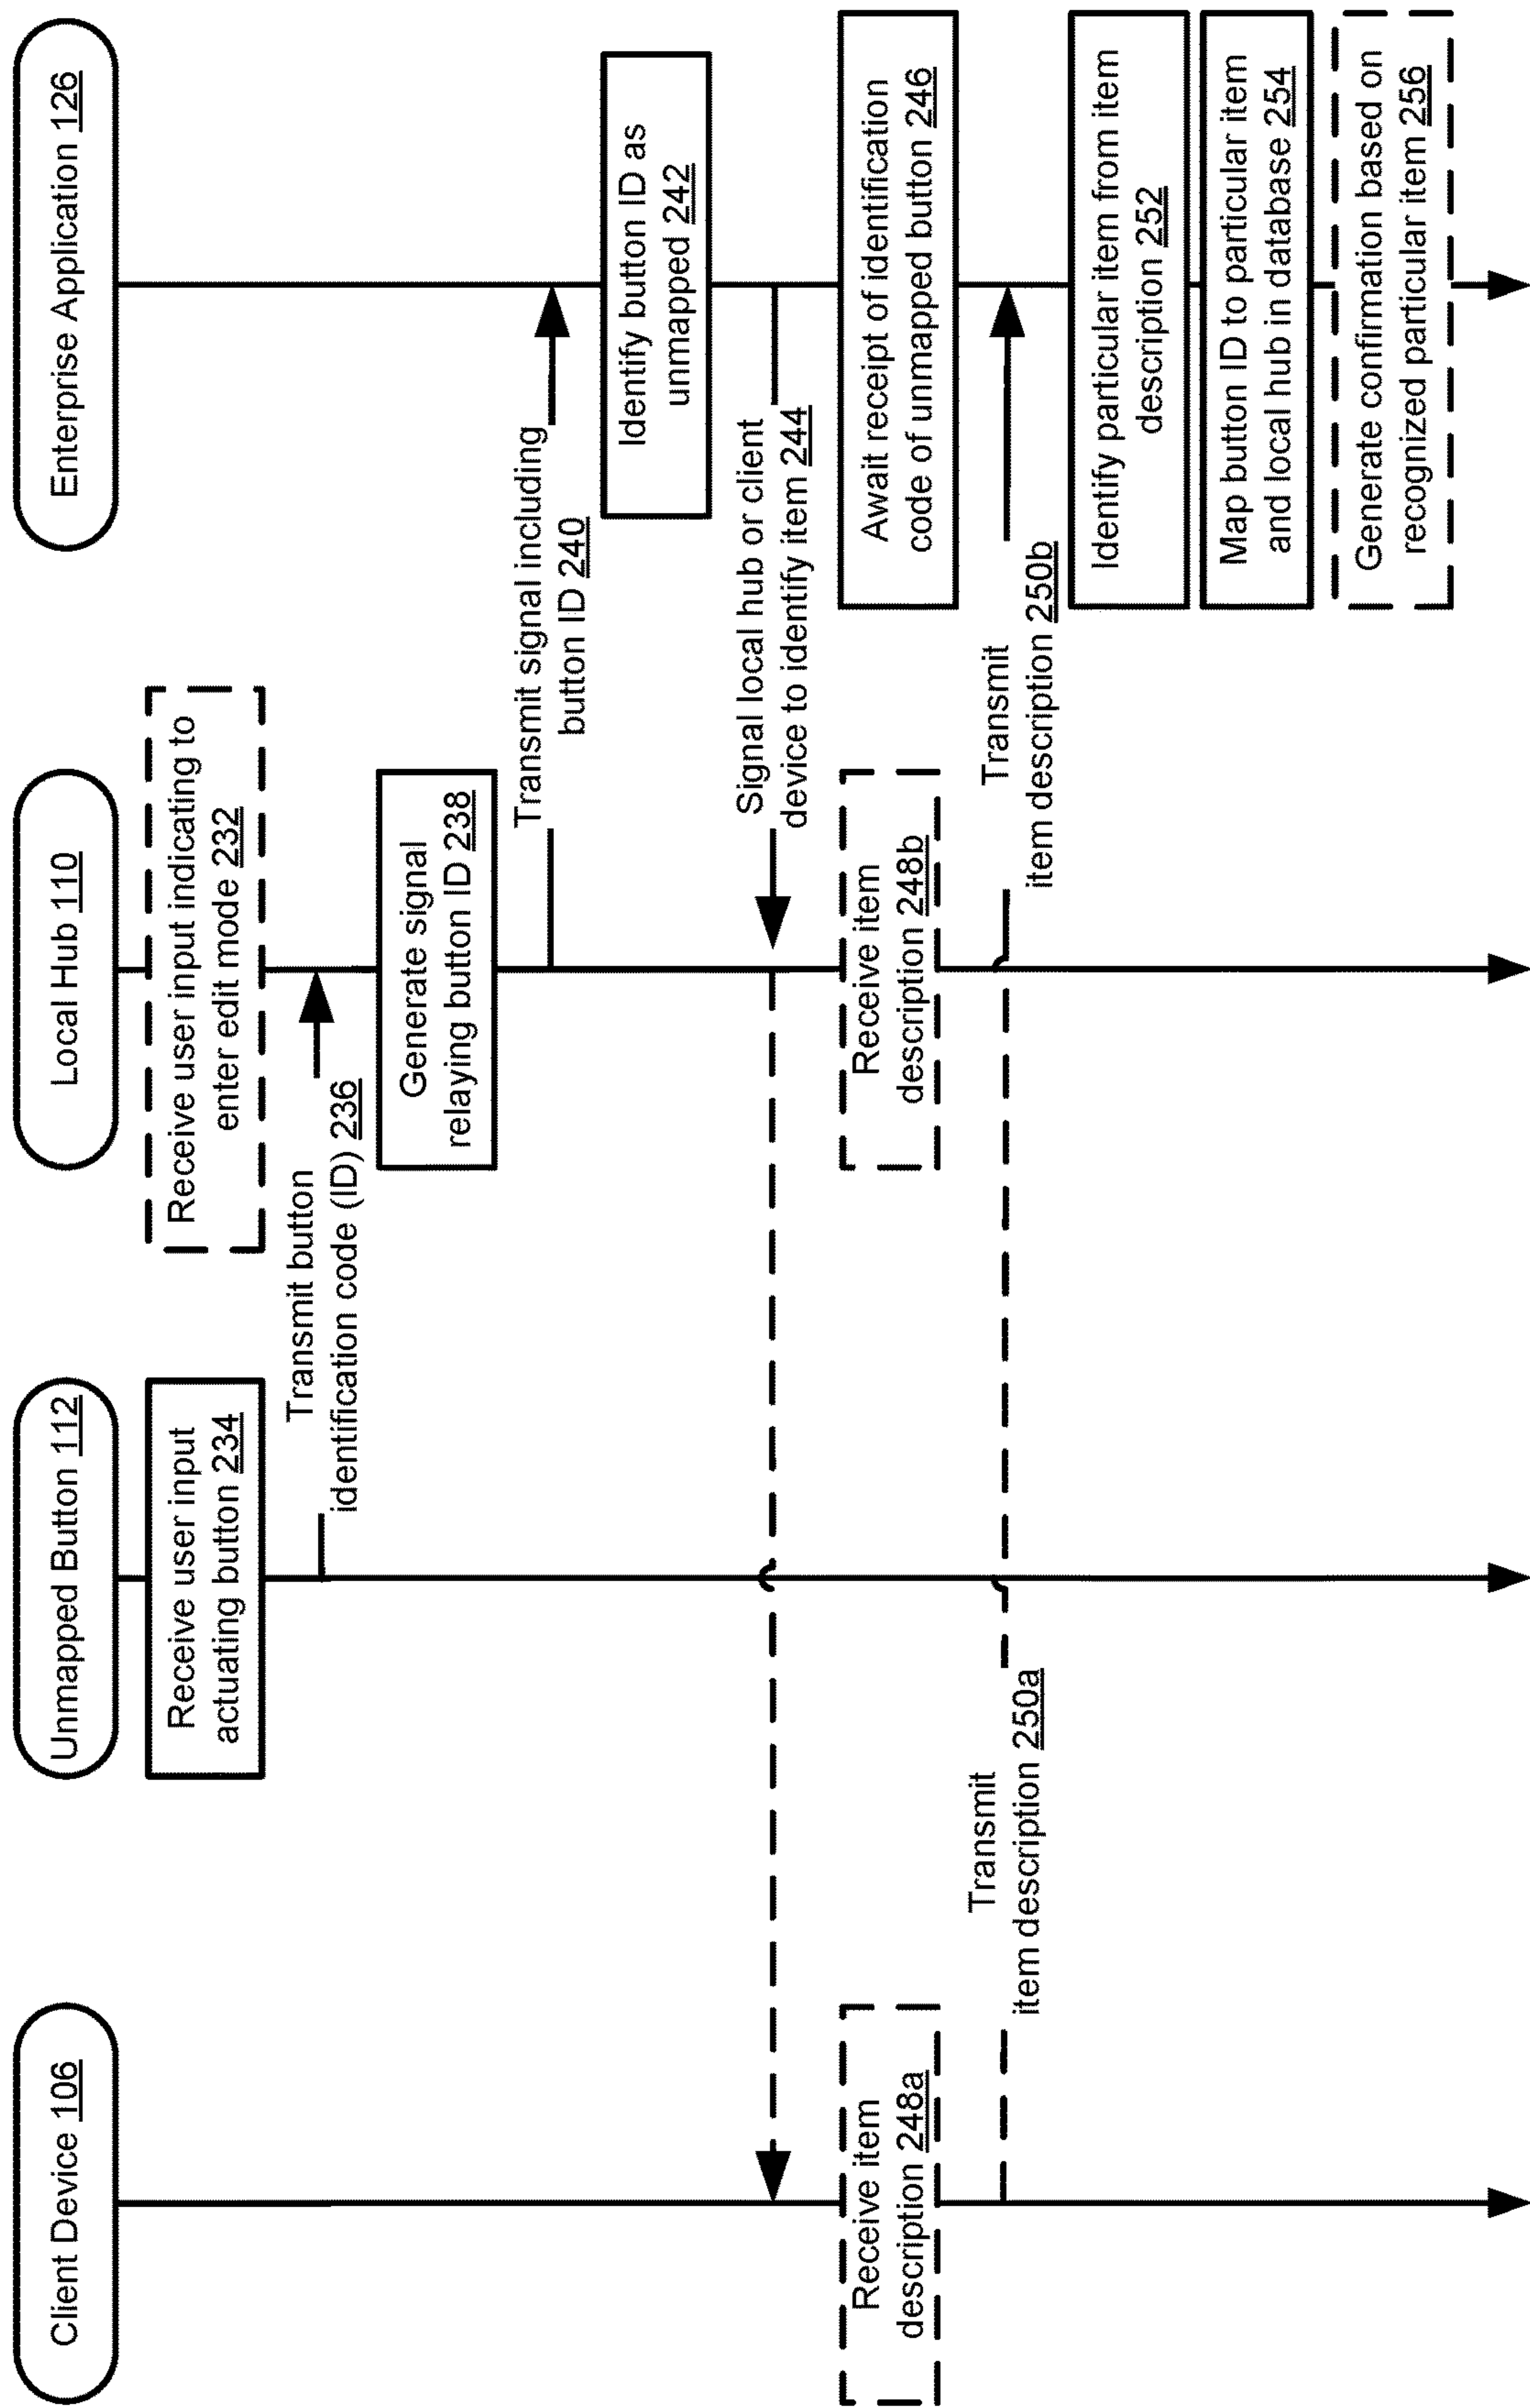 Client Device 106
Unmapped Button 112
Local Hub 110
Enterprise Application 126
Receive user input indicating to
enter edit mode 232
Receive user input
actuating button 234
Transmit button
identification code (ID) 236
Generate signal
relaying button ID 238
Transmit signal including
button ID 240
Identify button ID as
unmapped 242
Signal local hub or client
device to identify item 244
Await receipt of identification
code of unmapped button 246
Receive item
description 248a
Receive item
description 248b
Transmit
item description 250a
Transmit
item description 250b
Identify particular item from item
description 252
Map button ID to particular item
and local hub in database 254
Generate confirmation based on
recognized particular item 256